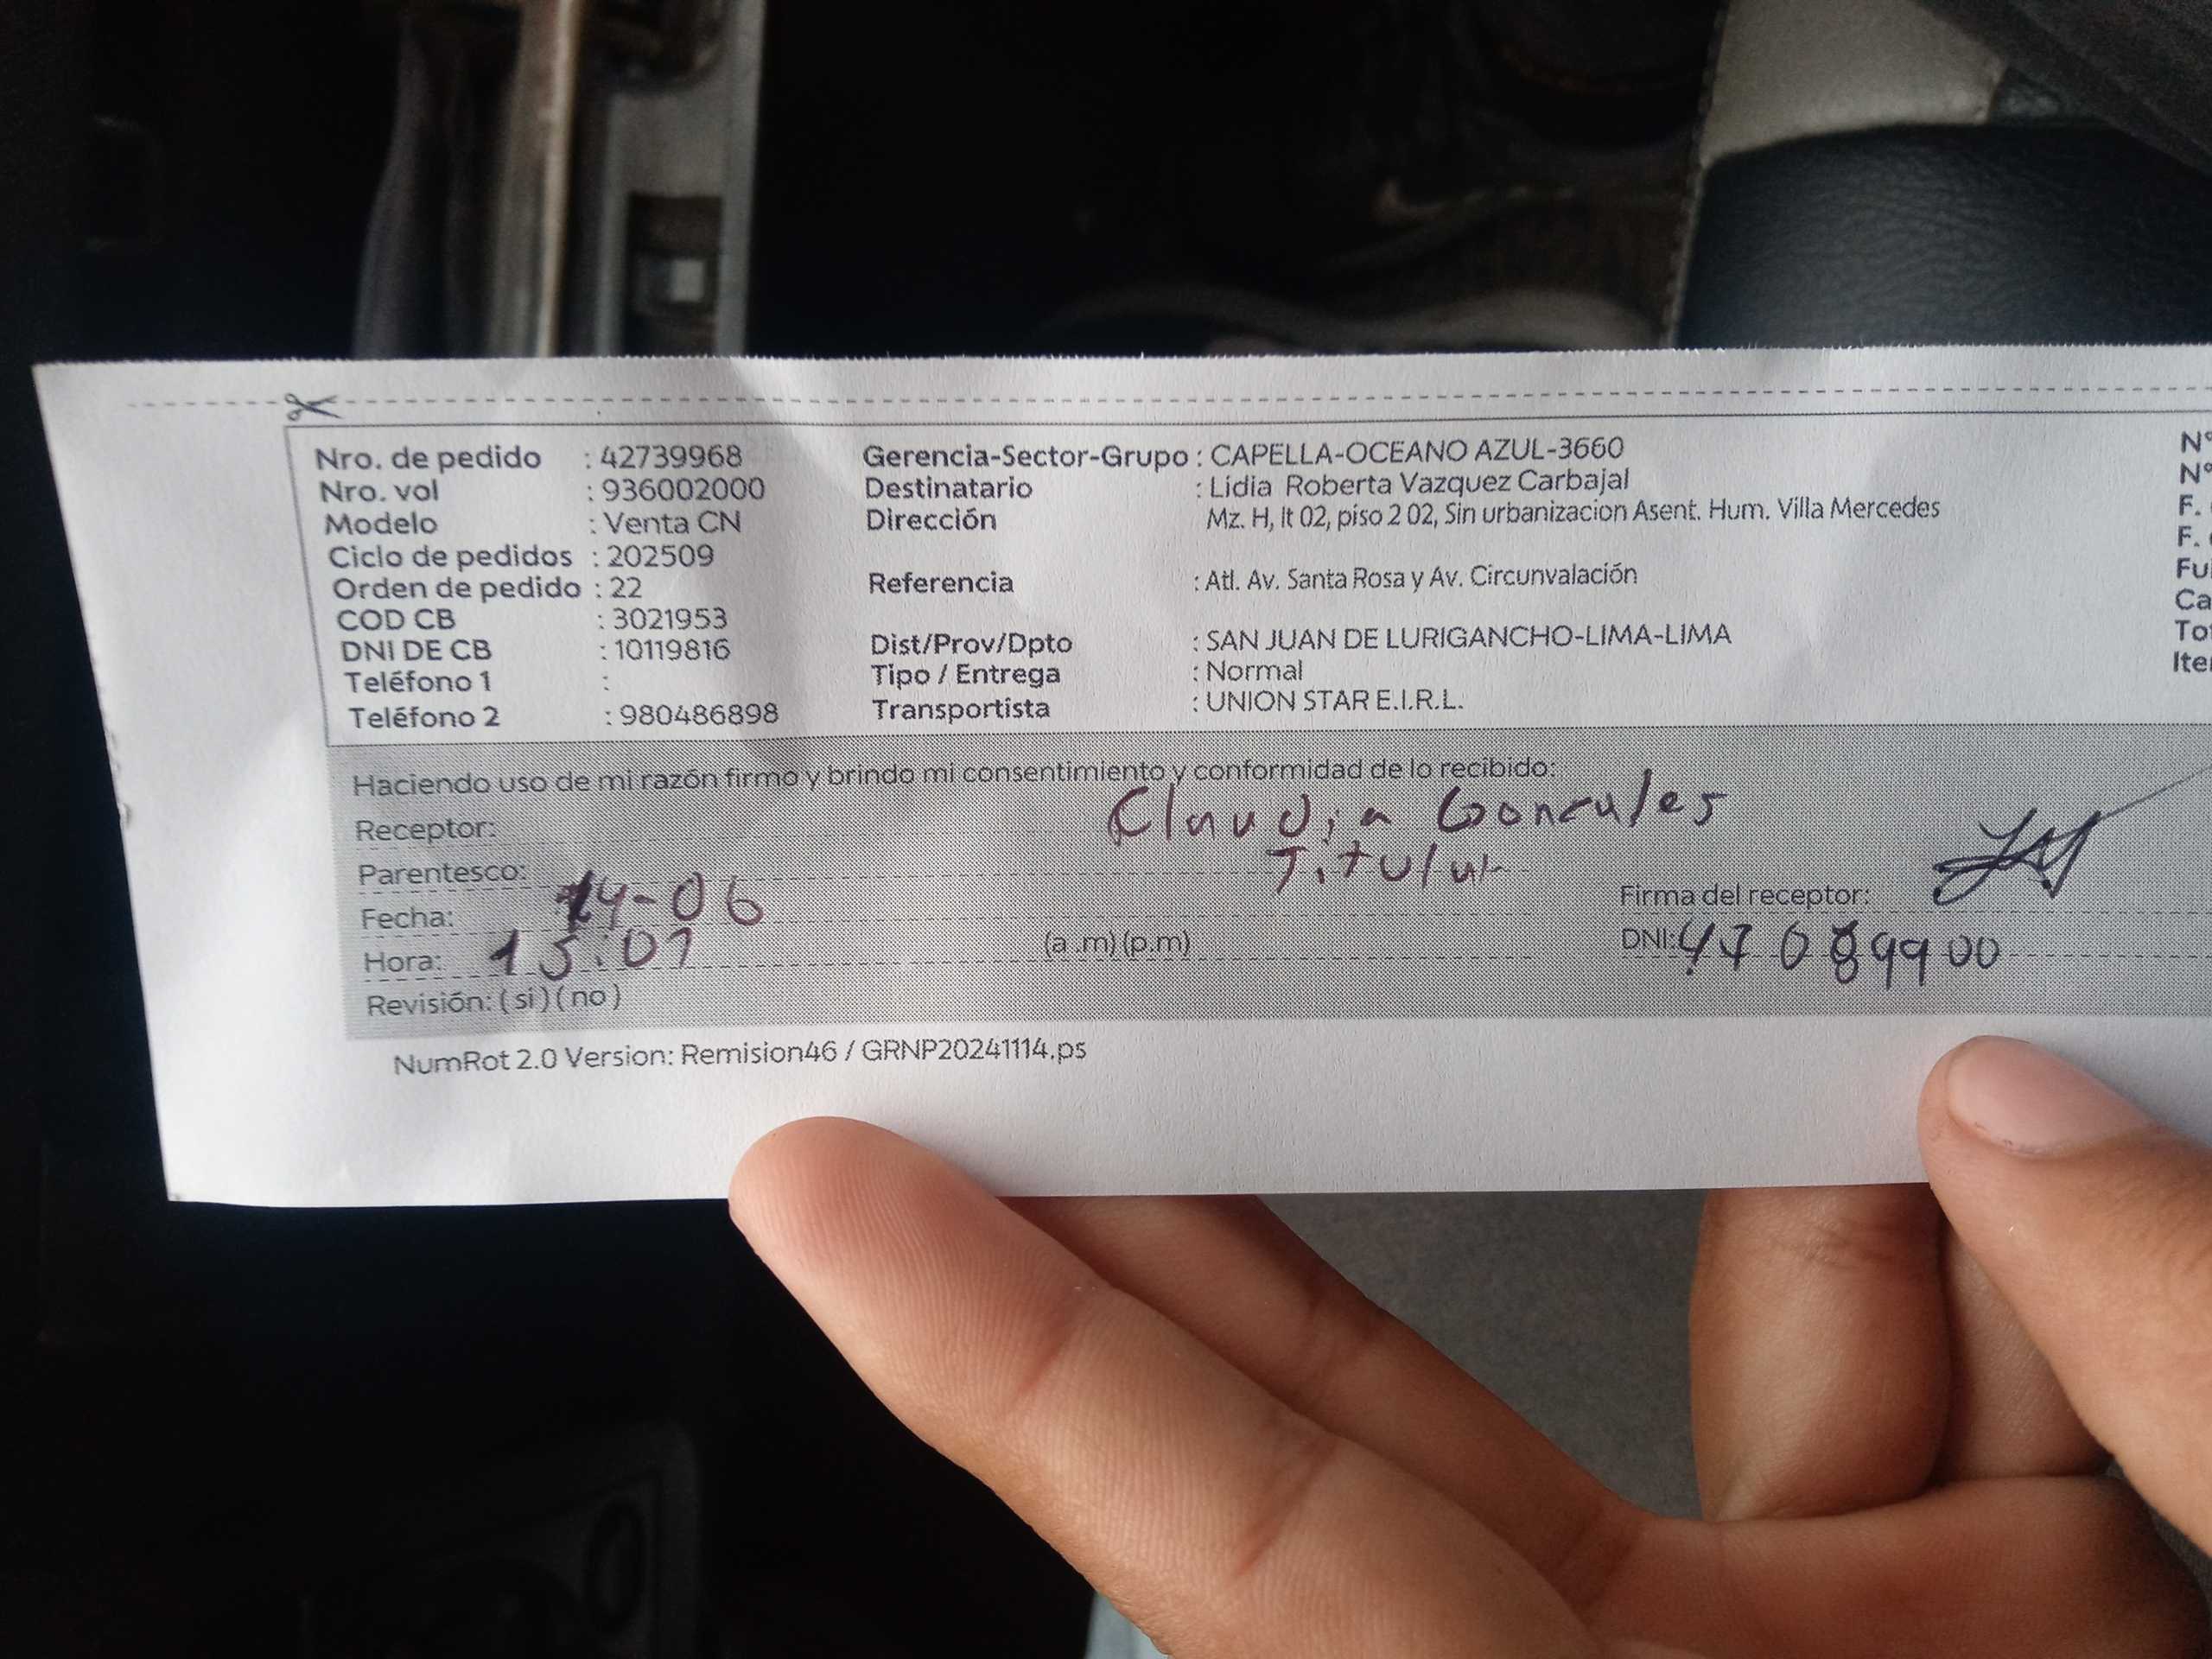 Nro. de pedido : 42739968 Gerencia-Sector-Grupo : CAPELLA-OCEANO AZUL-3660 N°
Nro. vol : 936002000 Destinatario : Lidia Roberta Vazquez Carbajal N°
Modelo : Venta CN Dirección Mz. H, lt 02, piso 2 02, Sin urbanizacion Asent. Hum. Villa Mercedes F.
Ciclo de pedidos : 202509 F.
Orden de pedido : 22 Referencia : Atl. Av. Santa Rosa y Av. Circunvalación Fu
COD CB : 3021953 Ca
DNI DE CB : 10119816 Dist/Prov/Dpto : SAN JUAN DE LURIGANCHO-LIMA-LIMA To
Teléfono 1 : Tipo / Entrega : Normal Ite
Teléfono 2 : 980486898 Transportista : UNION STAR E.I.R.L.
Haciendo uso de mi razón firmo y brindo mi consentimiento y conformidad de lo recibido:
Receptor: Claudia Gonzales
Parentesco: Titular
Fecha: 14-06 Firma del receptor:
Hora: 15:01 (a .m) (p.m) DNI: 47089900
Revisión: ( si ) ( no )
NumRot 2.0 Version: Remision46 / GRNP20241114.ps